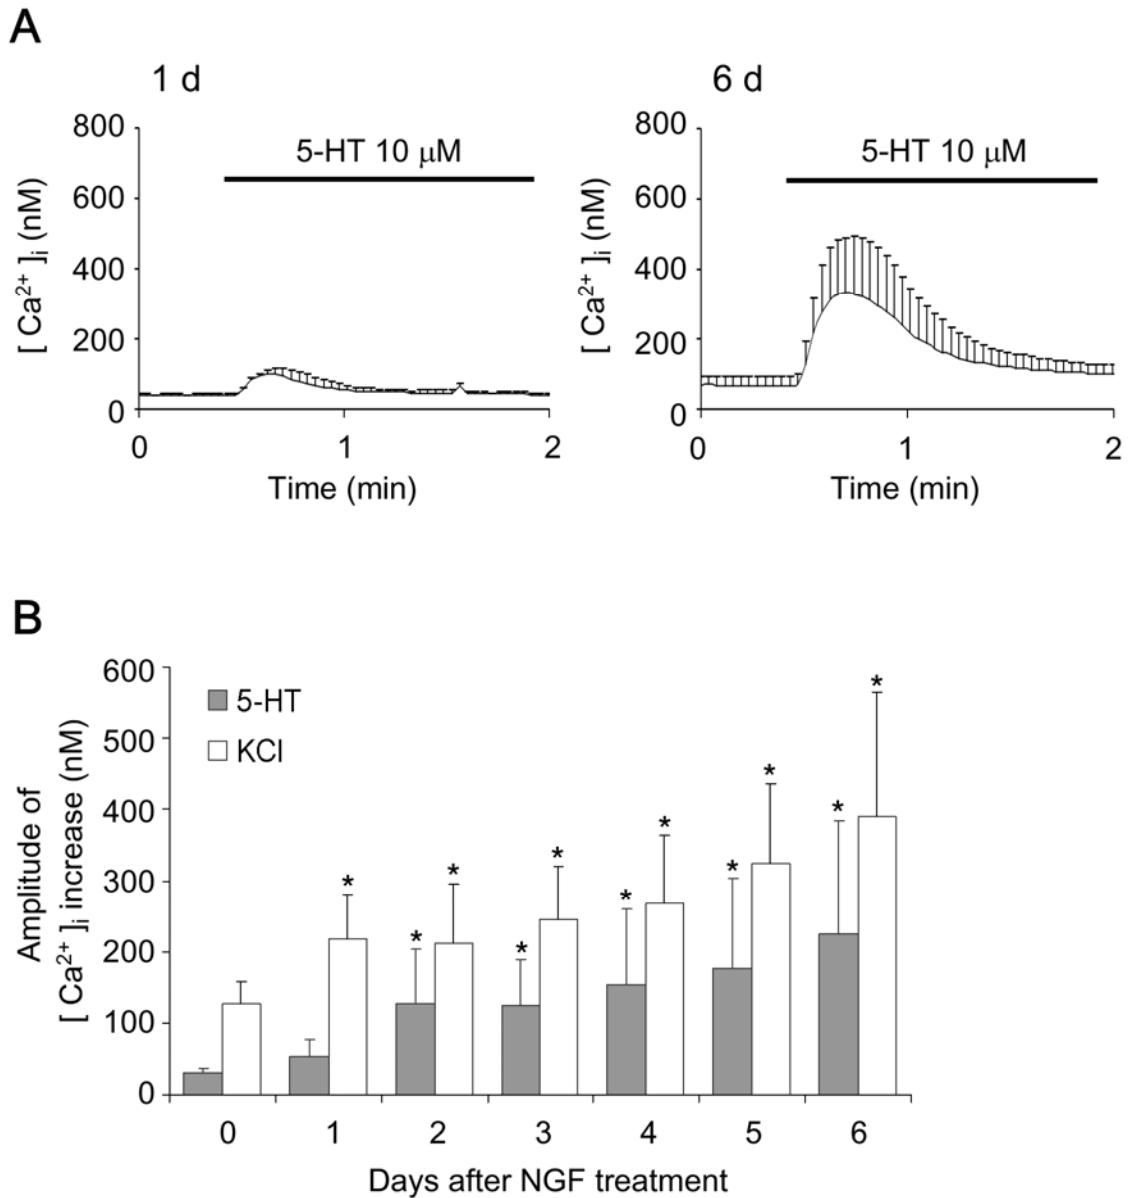 A
1 d
6 d
800
600
400
200
0
[ Ca²⁺ ]i (nM)
5-HT 10 μM
0 1 2
Time (min)
800
600
400
200
0
[ Ca²⁺ ]i (nM)
5-HT 10 μM
0 1 2
Time (min)
B
600
500
400
300
200
100
0
Amplitude of
[ Ca²⁺ ]i increase (nM)
5-HT
KCl
* * * * * * * * * * *
0 1 2 3 4 5 6
Days after NGF treatment